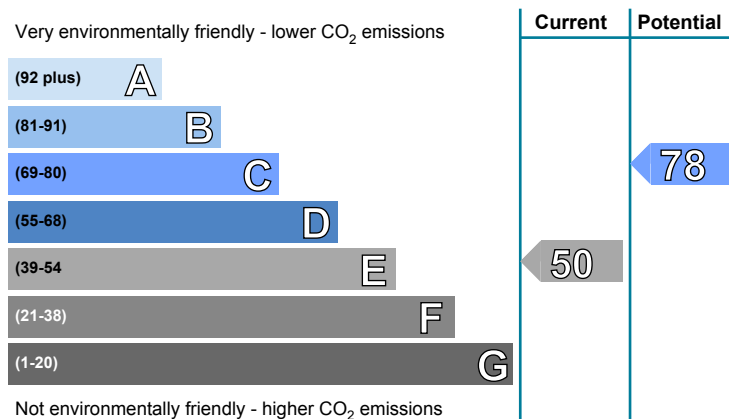 Very environmentally friendly - lower CO₂ emissions
Current
Potential
(92 plus) A
(81-91) B
(69-80) C
78
(55-68) D
(39-54 E
50
(21-38) F
(1-20) G
Not environmentally friendly - higher CO₂ emissions